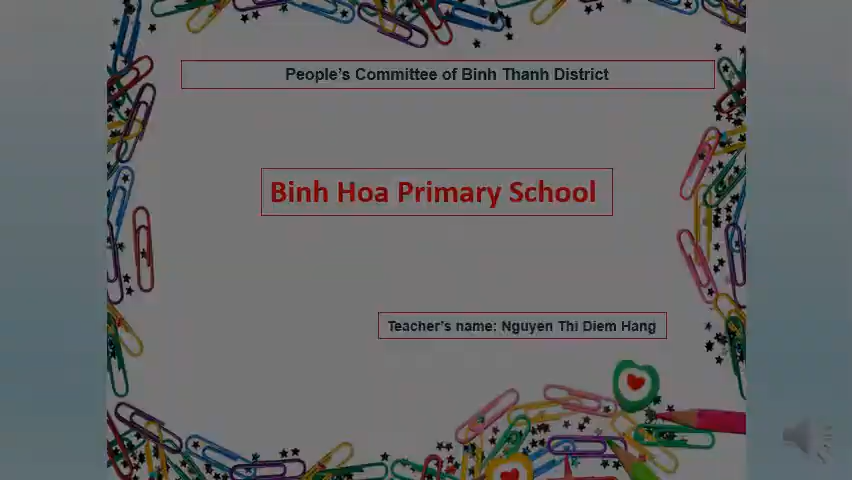 People's Committee of Binh Thanh District
Binh Hoa Primary School
Teacher's name: Nguyen Thi Diem Hang